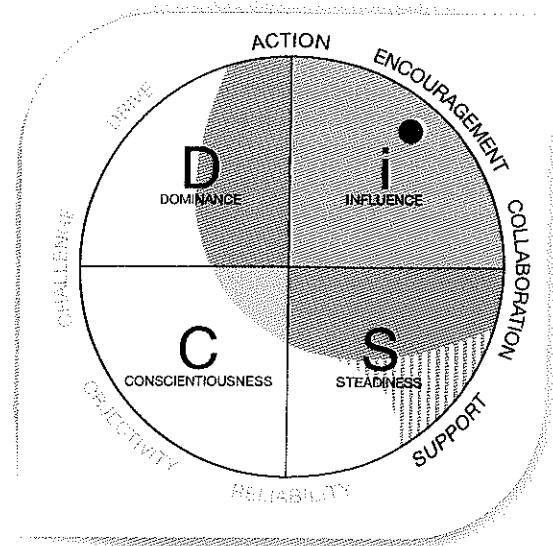 ACTION
ENCOURAGEMENT
DRIVE
D
DOMINANCE
i
INFLUENCE
CHALLENGE
COLLABORATION
C
CONSCIENTIOUSNESS
S
STEADINESS
OBJECTIVITY
SUPPORT
RELIABILITY